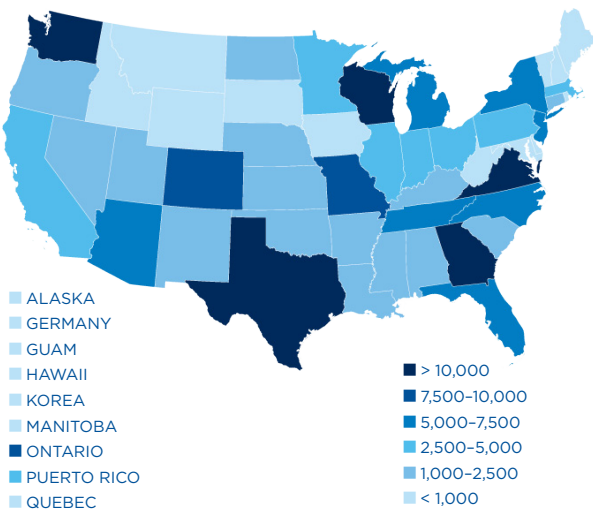 ALASKA
GERMANY
GUAM
HAWAII
KOREA
MANITOBA
ONTARIO
PUERTO RICO
QUEBEC
> 10,000
7,500–10,000
5,000–7,500
2,500–5,000
1,000–2,500
< 1,000